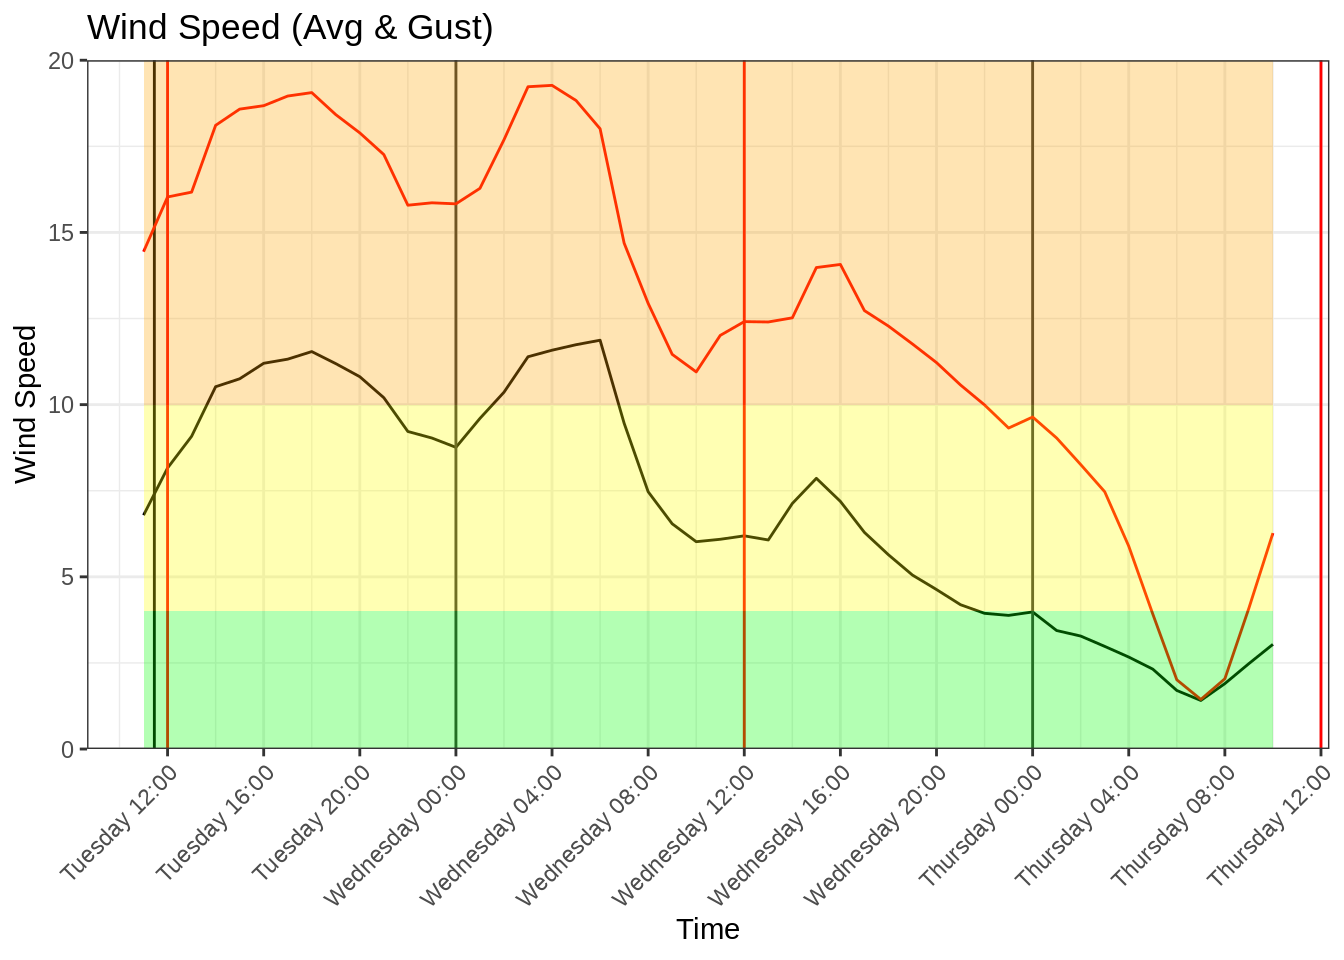 Wind Speed (Avg & Gust)
20
15
10
5
0
Wind Speed
Tuesday 12:00
Tuesday 16:00
Tuesday 20:00
Wednesday 00:00
Wednesday 04:00
Wednesday 08:00
Wednesday 12:00
Wednesday 16:00
Wednesday 20:00
Thursday 00:00
Thursday 04:00
Thursday 08:00
Thursday 12:00
Time